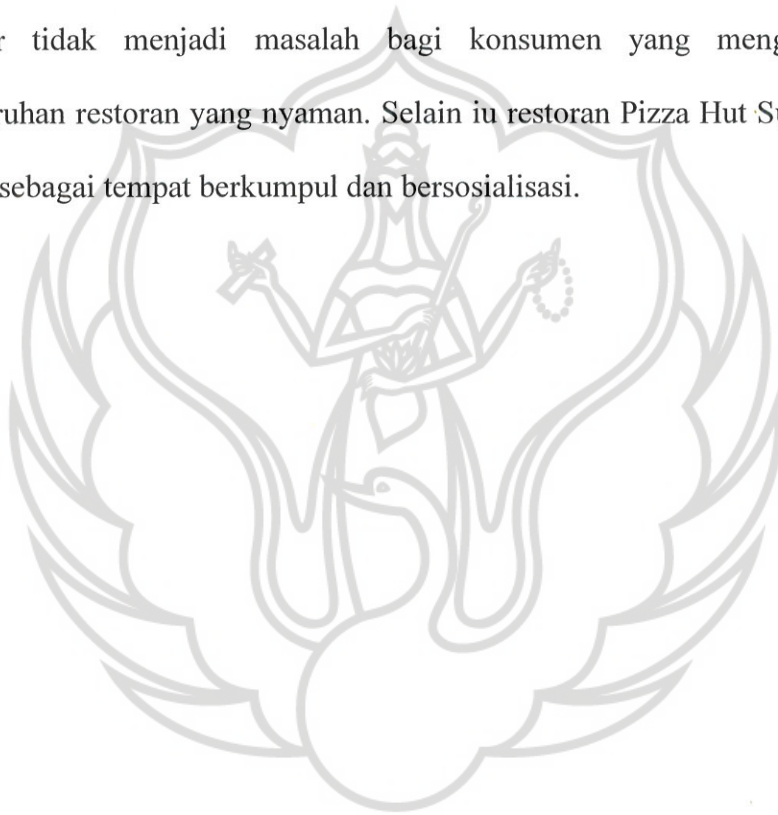 tidak menjadi masalah bagi konsumen yang
restoran yang nyaman. Selain iu restoran Pizza Hut
sebagai tempat berkumpul dan bersosialisasi.